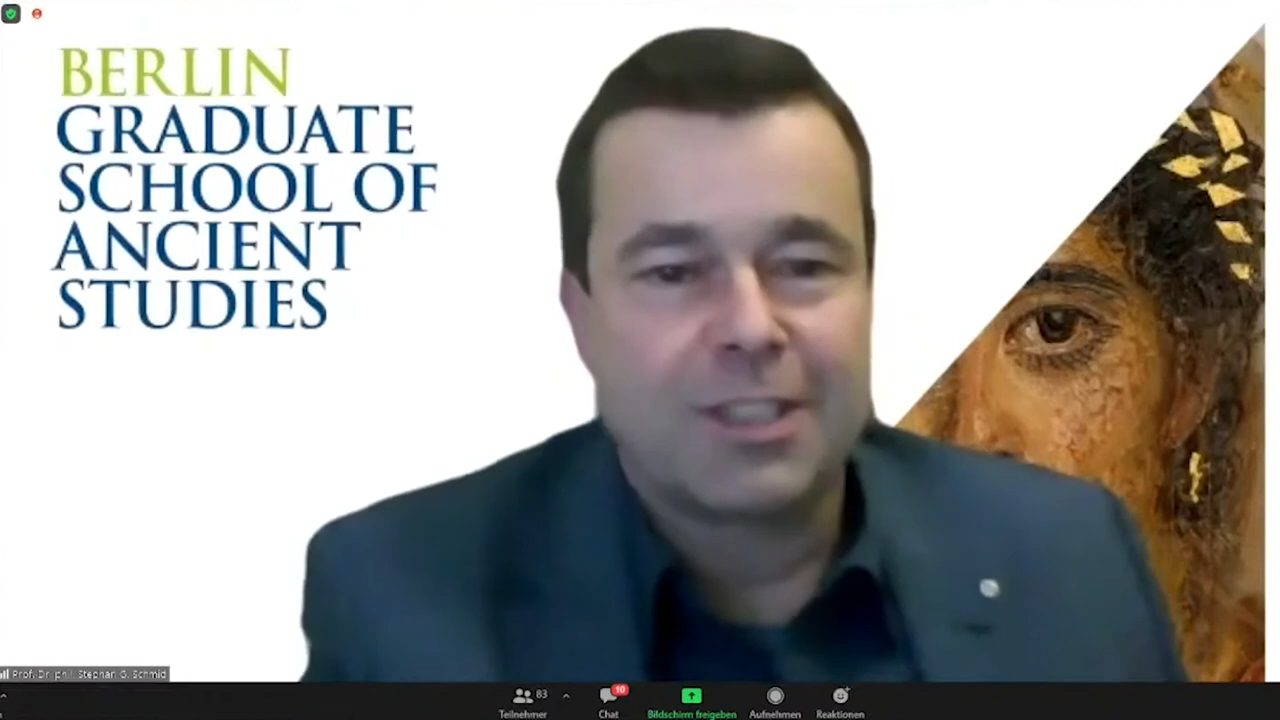 BERLIN
GRADUATE
SCHOOL OF
ANCIENT
STUDIES
Prof. Dr. phil. Stephan G. Schmid
83
10
Teilnehmer
Chat
Bildschirm freigeben
Aufnehmen
Reaktionen